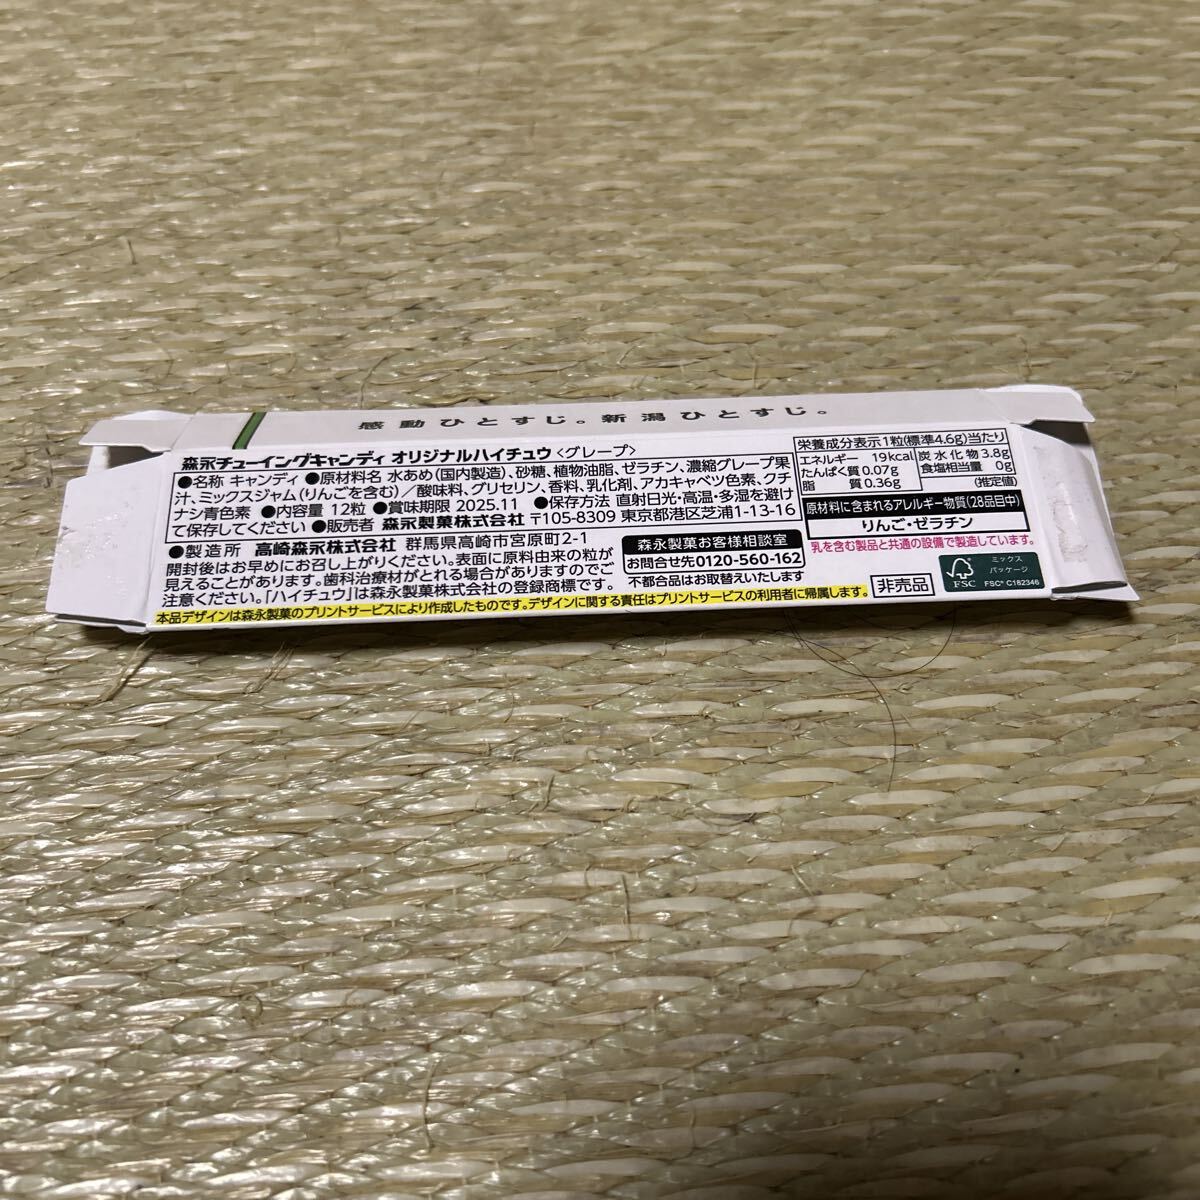 感動ひとすじ。新潟ひとすじ。
森永チューイングキャンディ オリジナルハイチュウ〈グレープ〉
●名称 キャンディ ●原材料名 水あめ(国内製造)、砂糖、植物油脂、ゼラチン、濃縮グレープ果
汁、ミックスジャム(りんごを含む)／酸味料、グリセリン、香料、乳化剤、アカキャベツ色素、クチ
ナシ青色素 ●内容量 12粒 ●賞味期限 2025.11 ●保存方法 直射日光・高温・多湿を避け
て保存してください ●販売者 森永製菓株式会社 〒105-8309 東京都港区芝浦1-13-16
●製造所 高崎森永株式会社 群馬県高崎市宮原町2-1
開封後はお早めにお召し上がりください。表面に原料由来の粒が
見えることがあります。歯科治療材がとれる場合がありますのでご
注意ください。「ハイチュウ」は森永製菓株式会社の登録商標です。
森永製菓お客様相談室
お問合せ先0120-560-162
不都合品はお取替えいたします
本品デザインは森永製菓のプリントサービスにより作成したものです。デザインに関する責任はプリントサービスの利用者に帰属します。
栄養成分表示1粒(標準4.6g)当たり
エネルギー 19kcal 炭水化物 3.8g
たんぱく質 0.07g 食塩相当量 0g
脂質 0.36g (推定値)
原材料に含まれるアレルギー物質(28品目中)
りんご・ゼラチン
乳を含む製品と共通の設備で製造しています。
非売品
FSC
ミックス
パッケージ
FSC® C182346